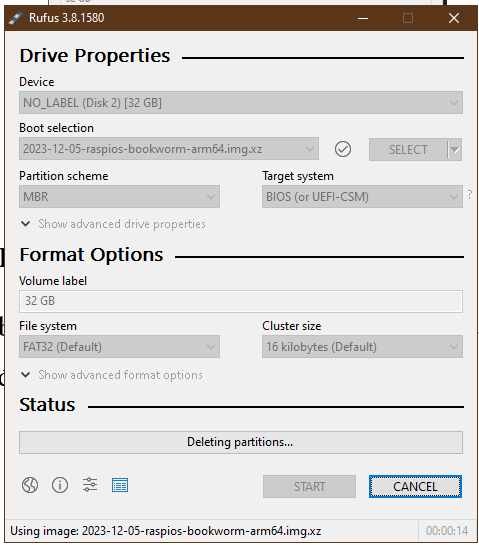 Rufus 3.8.1580
Drive Properties
Device
NO_LABEL (Disk 2) [32 GB]
Boot selection
2023-12-05-raspios-bookworm-arm64.img.xz
SELECT
Partition scheme
Target system
MBR
BIOS (or UEFI-CSM)
?
Show advanced drive properties
Format Options
Volume label
32 GB
File system
Cluster size
FAT32 (Default)
16 kilobytes (Default)
Show advanced format options
Status
Deleting partitions...
START
CANCEL
Using image: 2023-12-05-raspios-bookworm-arm64.img.xz
00:00:14